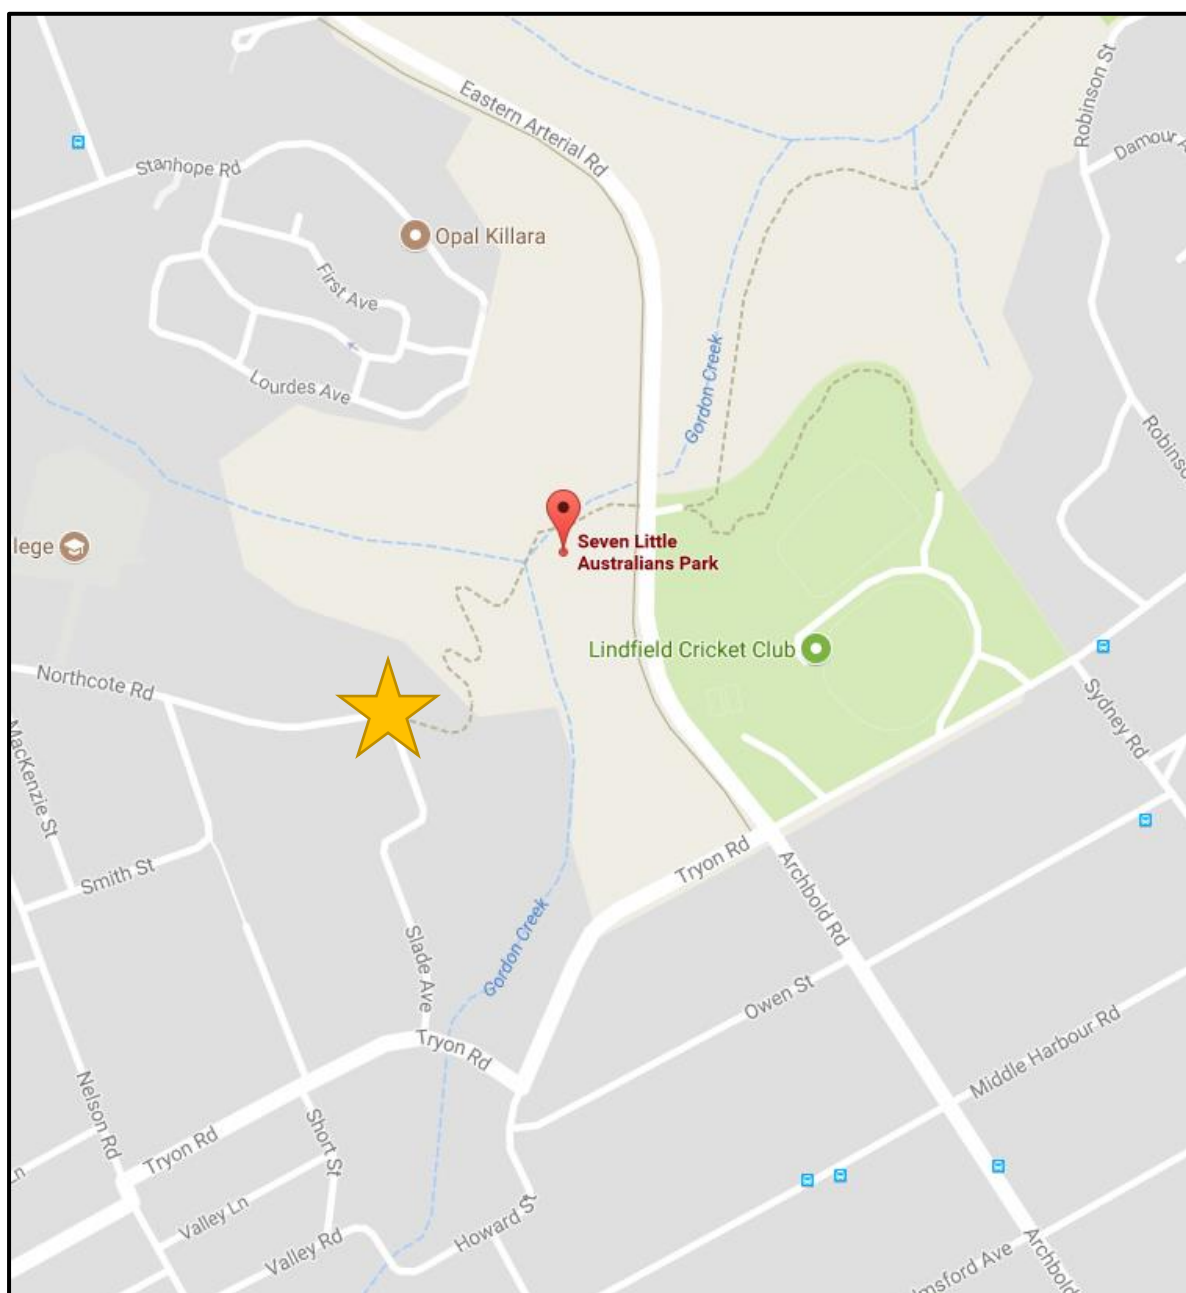 Eastern Arterial Rd
Robinson St
Damour A
Stanhope Rd
Opal Killara
First Ave
Lourdes Ave
Gordon Creek
Robinso
lege
Seven Little
Australians Park
Lindfield Cricket Club
Northcote Rd
Sydney Rd
MacKenzie St
Smith St
Tryon Rd
Archbold Rd
Slade Ave
Gordon Creek
Owen St
Tryon Rd
Middle Harbour Rd
Nelson Rd
Short St
Tryon Rd
Ln
Valley Ln
Howard St
Valley Rd
lmsford Ave
Archbold